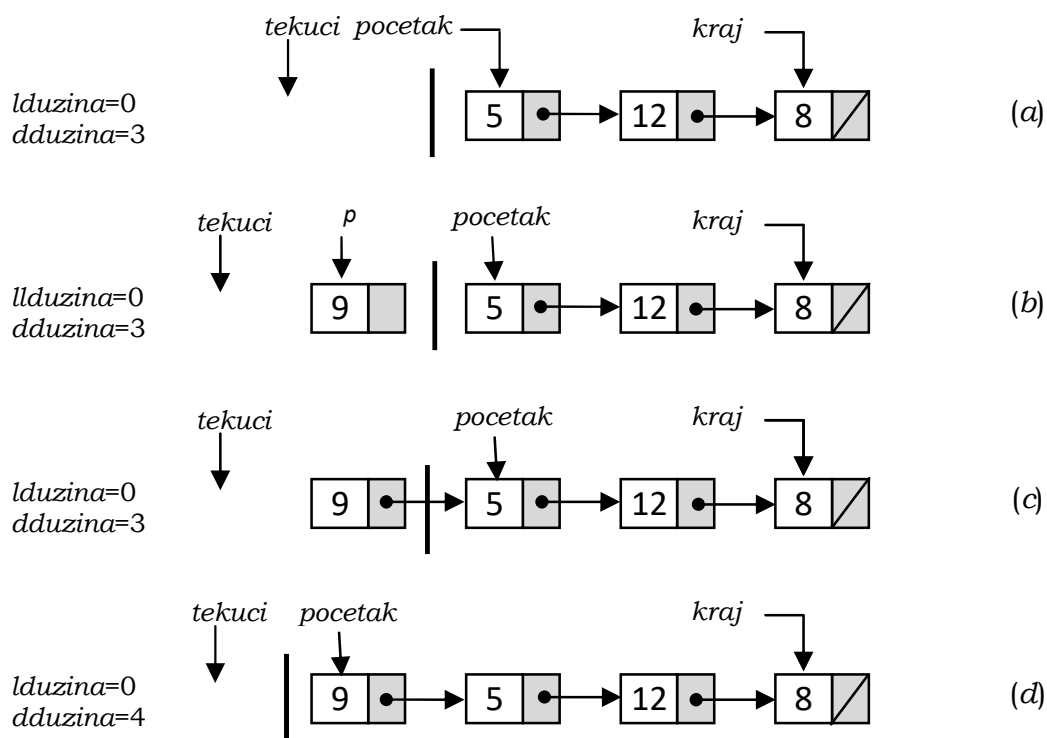 tekuci pocetak kraj
lduzina=0
dduzina=3
5 12 8 (a)
tekuci p pocetak kraj
llduzina=0
dduzina=3
9 5 12 8 (b)
tekuci pocetak kraj
lduzina=0
dduzina=3
9 5 12 8 (c)
tekuci pocetak kraj
lduzina=0
dduzina=4
9 5 12 8 (d)